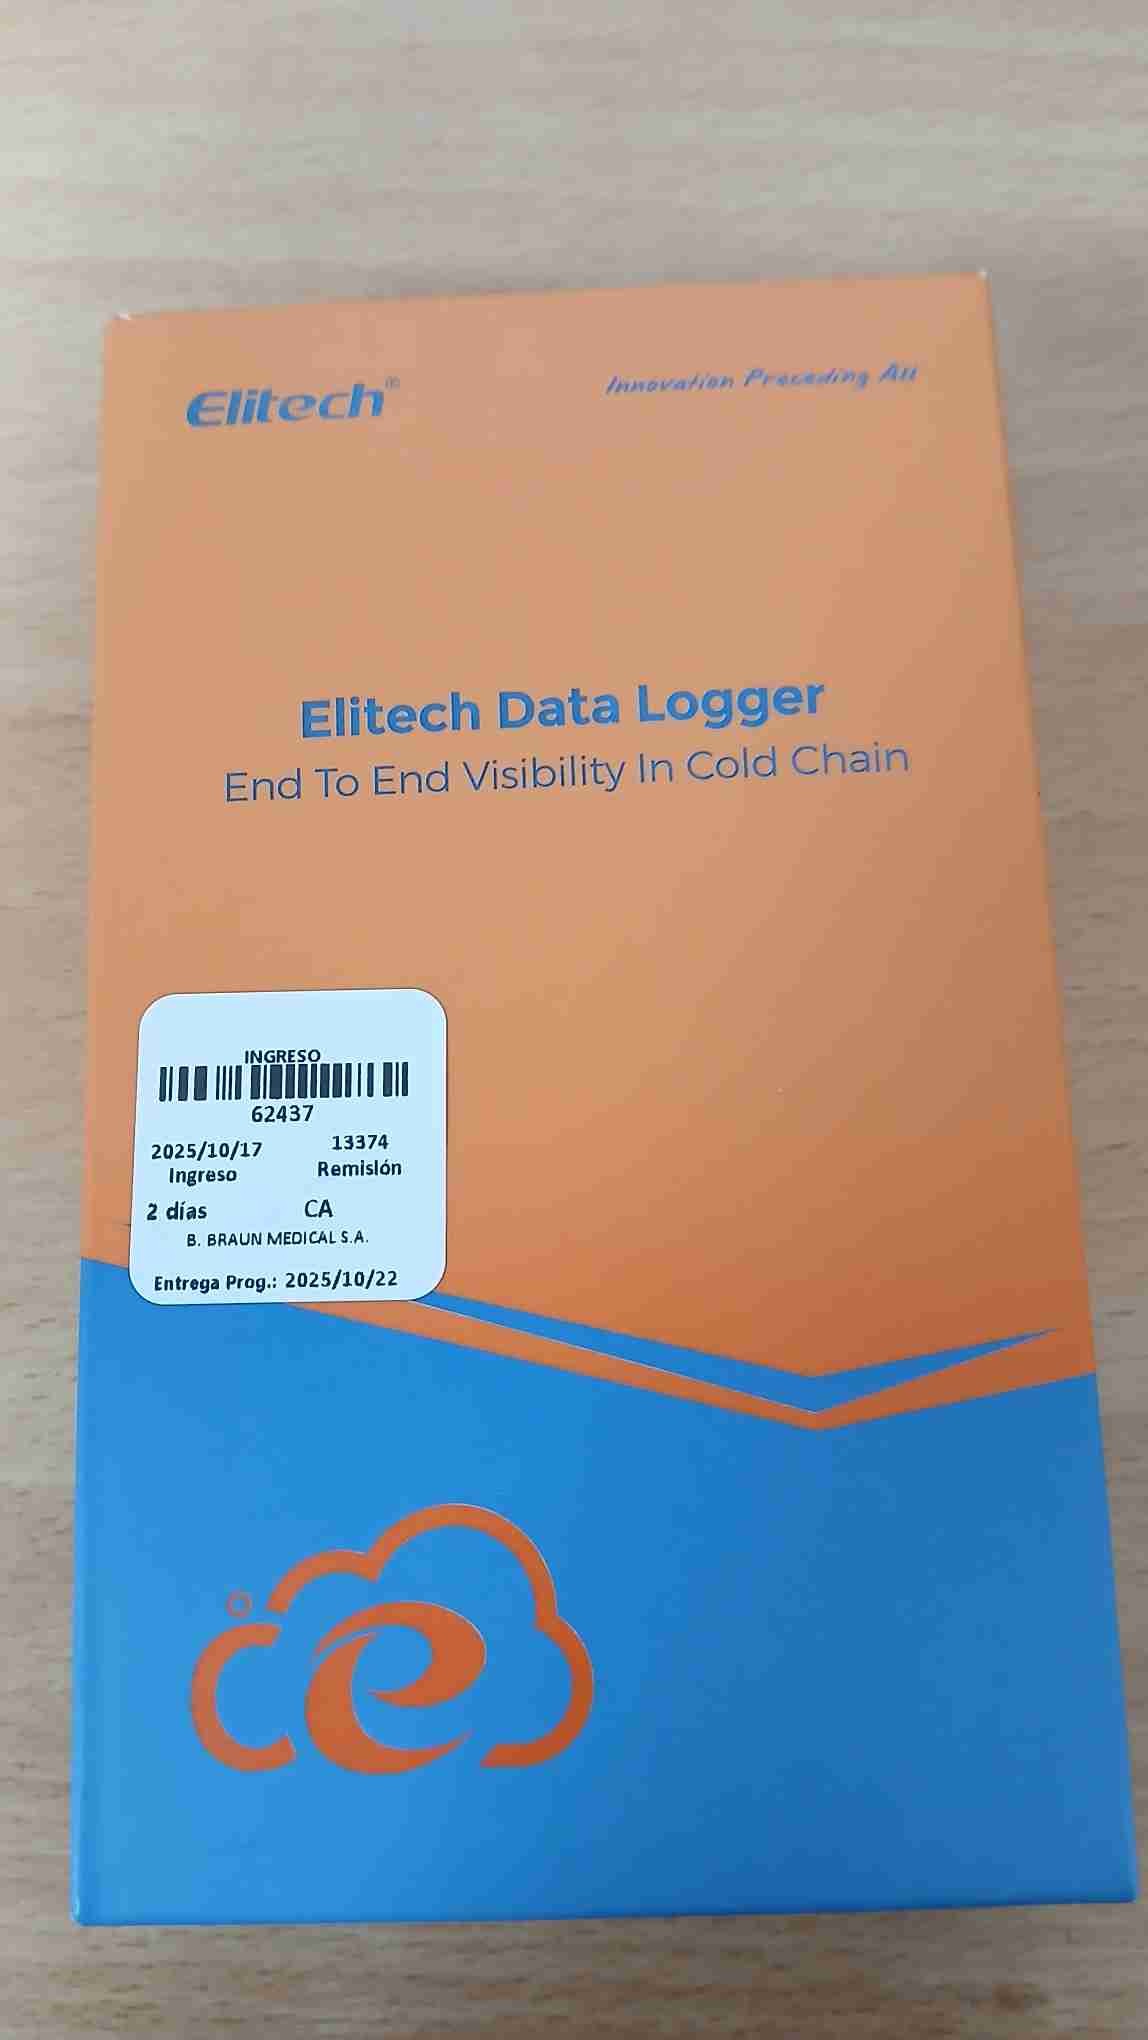 Elitech®
Innovation Preceding All
Elitech Data Logger
End To End Visibility In Cold Chain
INGRESO
62437
2025/10/17 13374
Ingreso Remisión
2 días CA
B. BRAUN MEDICAL S.A.
Entrega Prog.: 2025/10/22